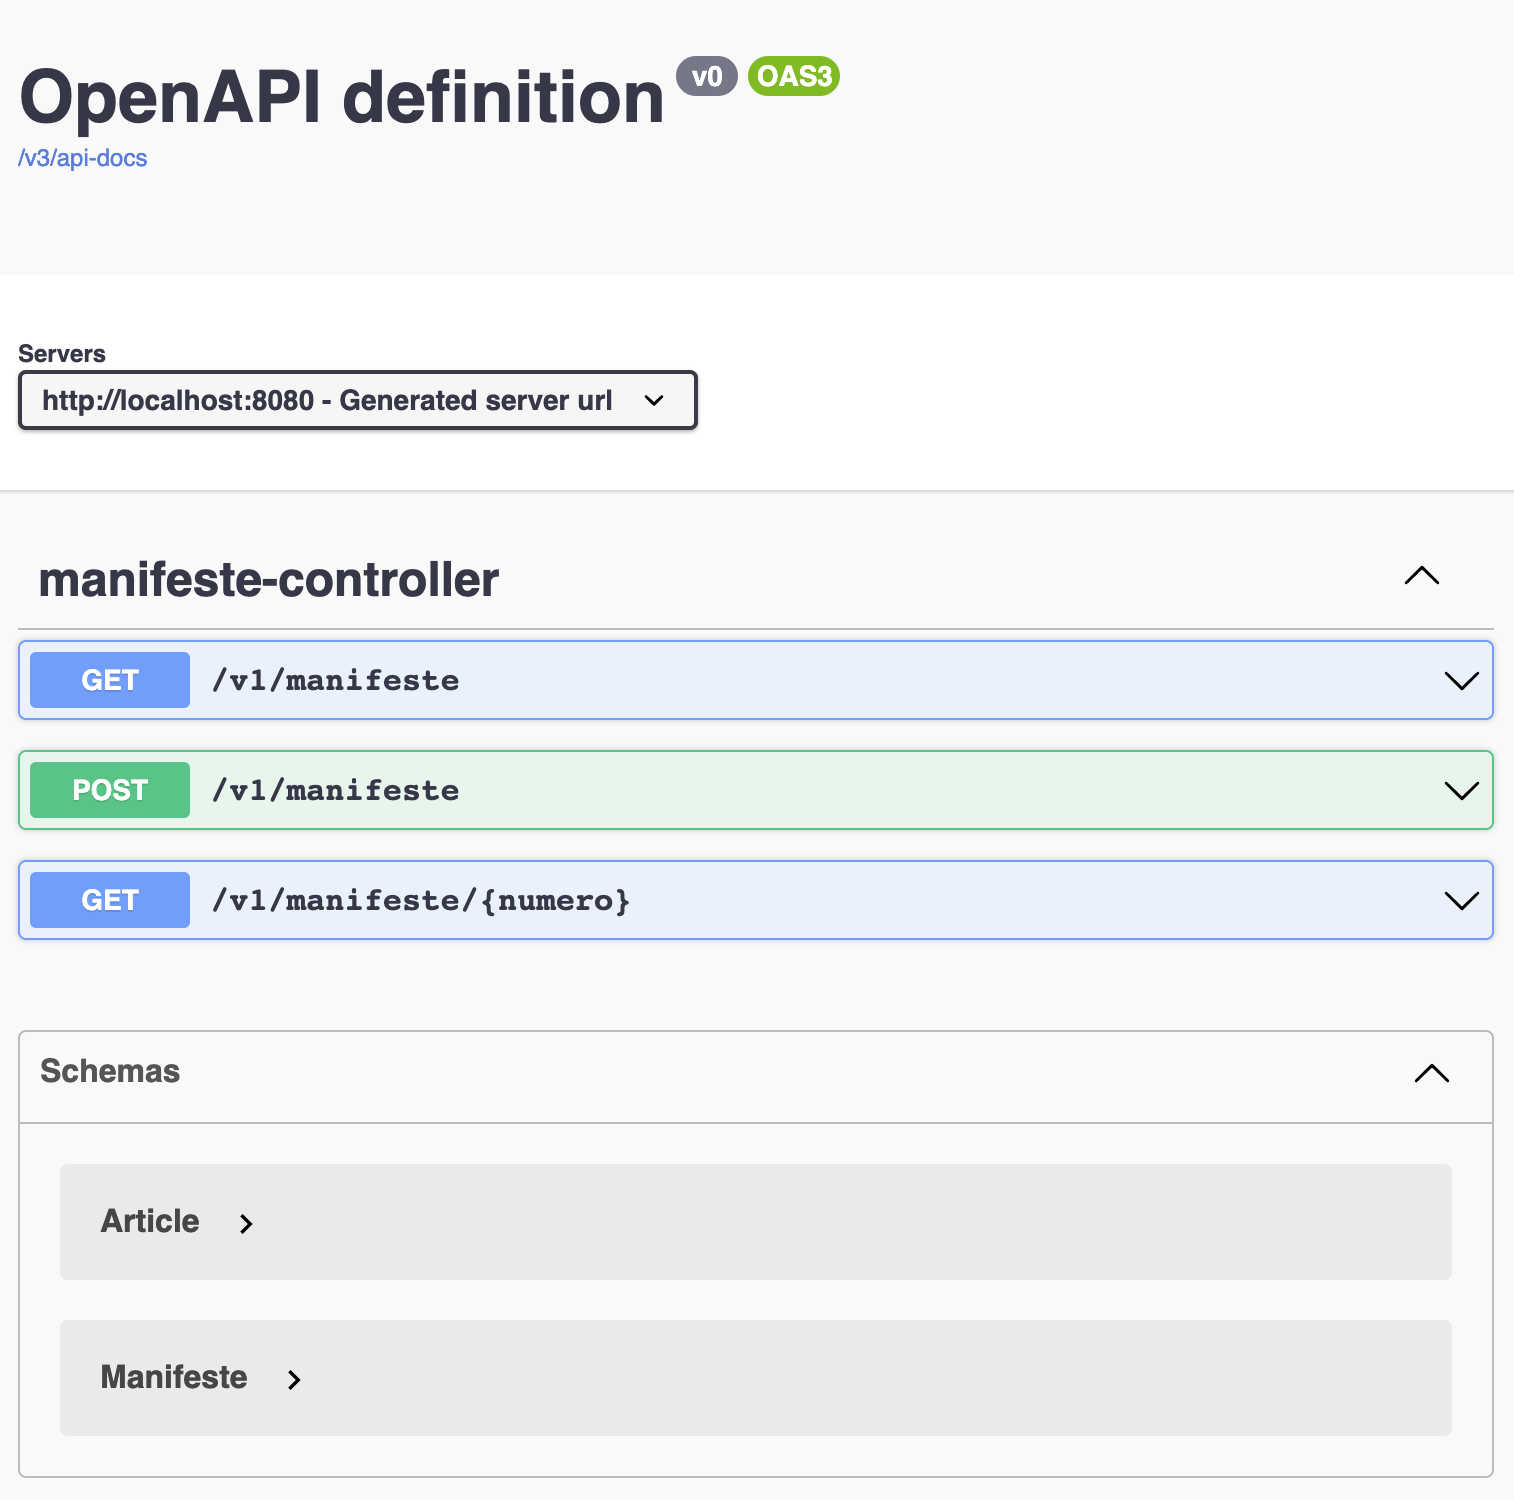 OpenAPI definition v0 OAS3
/v3/api-docs
Servers
http://localhost:8080 - Generated server url
manifeste-controller
GET /v1/manifeste
POST /v1/manifeste
GET /v1/manifeste/{numero}
Schemas
Article
Manifeste